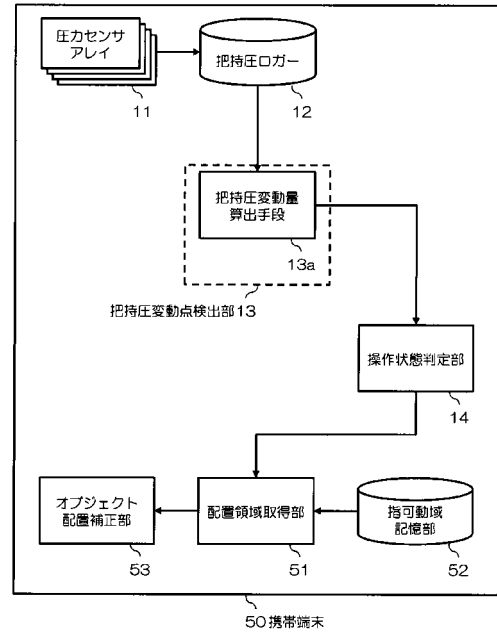 圧力センサ
アレイ
11
把持圧ロガー
12
把持圧変動量
算出手段
13a
把持圧変動点検出部13
操作状態判定部
14
オブジェクト
配置補正部
53
配置領域取得部
51
指可動域
記憶部
52
50携帯端末